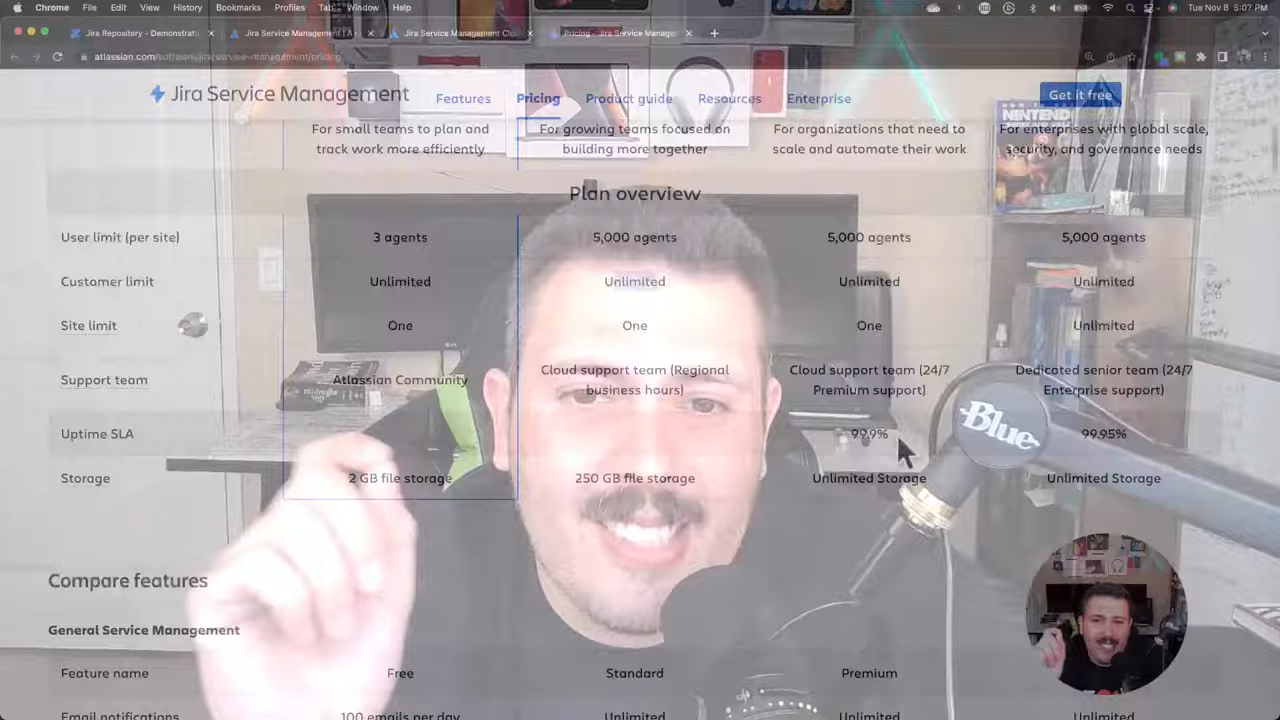 Chrome File Edit View History Bookmarks Profiles Tab Window Help Tue Nov 8 5:07 PM
Jira Repository - Demonstrati Jira Service Management | Jira Service Management Clou Pricing - Jira Service Manage
atlassian.com/software/jira/service-management/pricing
Jira Service Management Features Pricing Product guide Resources Enterprise Get it free
For small teams to plan and track work more efficiently
For growing teams focused on building more together
For organizations that need to scale and automate their work
For enterprises with global scale, security, and governance needs
NINTENDO
Plan overview
User limit (per site) 3 agents 5,000 agents 5,000 agents 5,000 agents
Customer limit Unlimited Unlimited Unlimited Unlimited
Site limit One One One Unlimited
Support team Atlassian Community Cloud support team (Regional business hours) Cloud support team (24/7 Premium support) Dedicated senior team (24/7 Enterprise support)
Blue
Uptime SLA 99.9% 99.95%
Storage 2 GB file storage 250 GB file storage Unlimited Storage Unlimited Storage
Compare features
General Service Management
Feature name Free Standard Premium
Email notifications 100 emails per day Unlimited Unlimited Unlimited